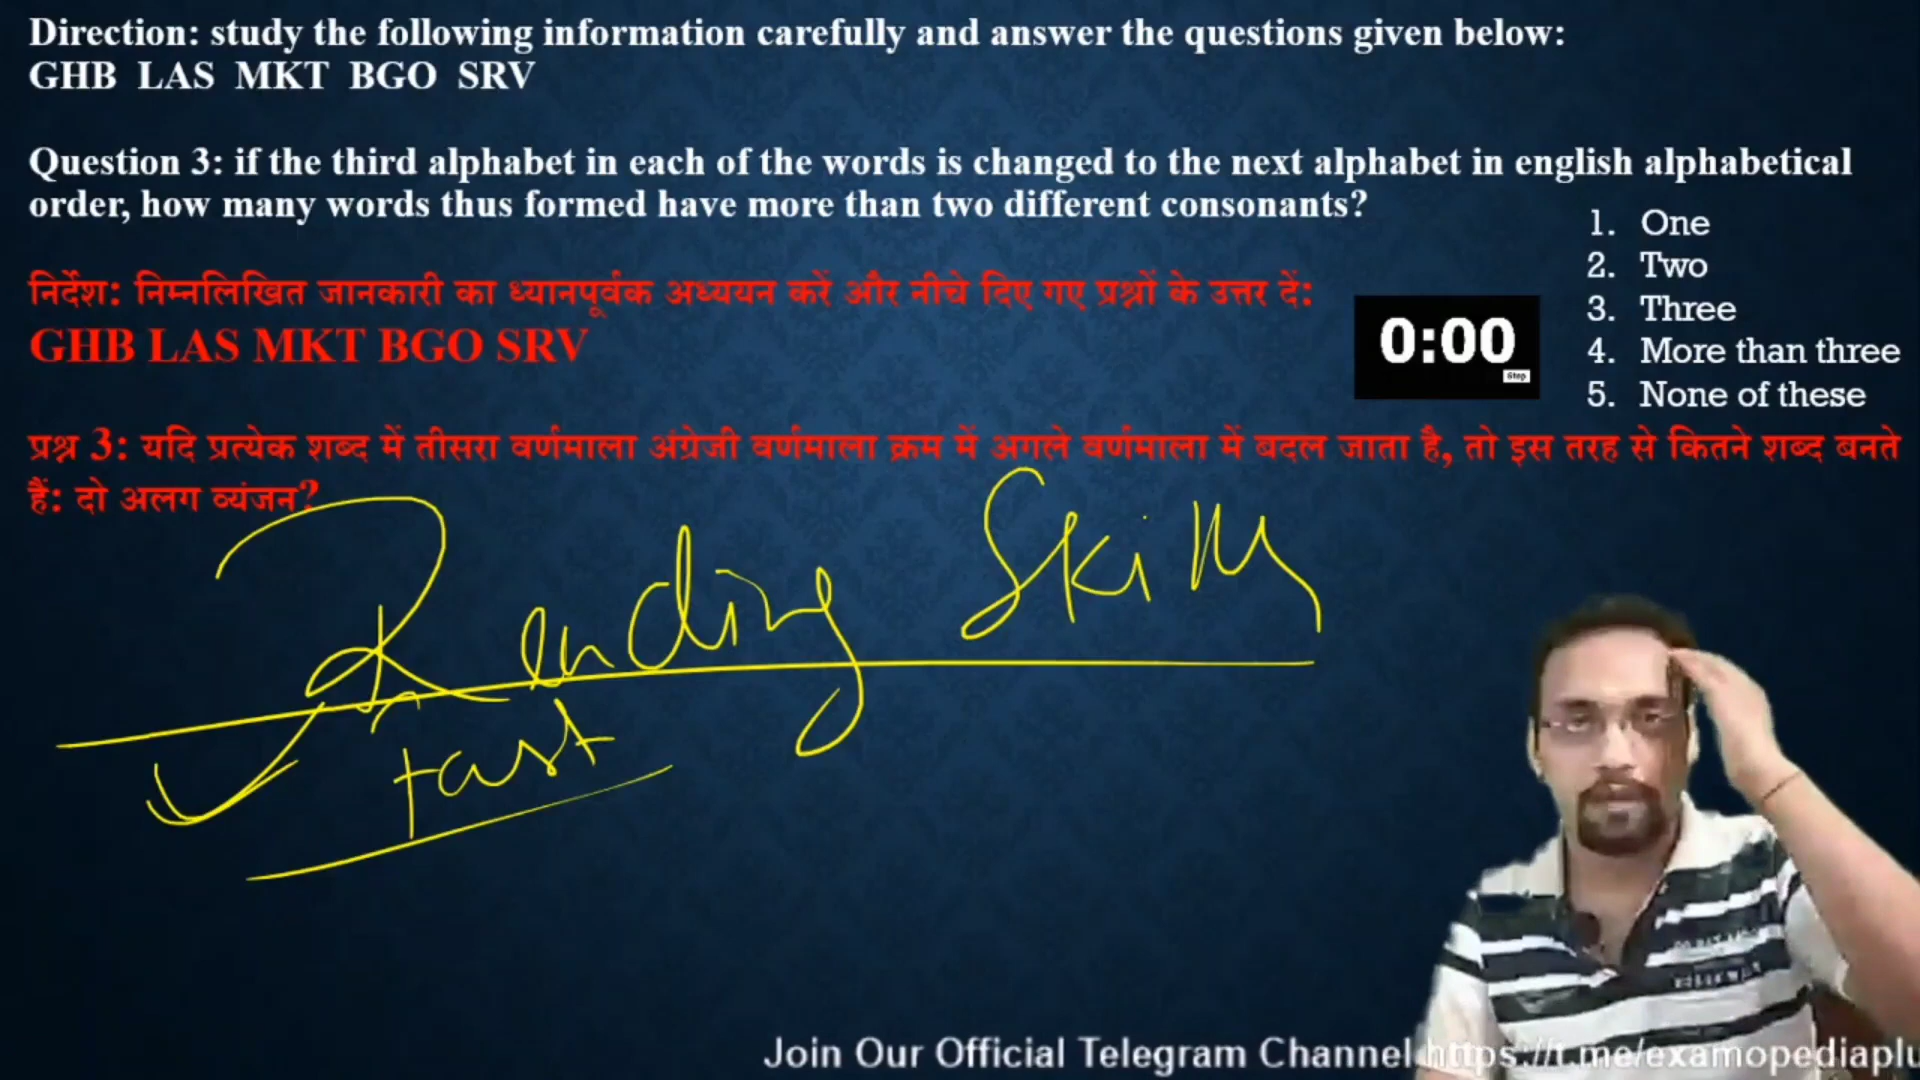 Direction: study the following information carefully and answer the questions given below:
GHB LAS MKT BGO SRV
Question 3: if the third alphabet in each of the words is changed to the next alphabet in english alphabetical
order, how many words thus formed have more than two different consonants?
1. One
2. Two
3. Three
4. More than three
5. None of these
निर्देश: निम्नलिखित जानकारी का ध्यानपूर्वक अध्ययन करें और नीचे दिए गए प्रश्नों के उत्तर दें:
GHB LAS MKT BGO SRV
0:00
Stop
प्रश्न 3: यदि प्रत्येक शब्द में तीसरा वर्णमाला अंग्रेजी वर्णमाला क्रम में अगले वर्णमाला में बदल जाता है, तो इस तरह से कितने शब्द बनते
हैं: दो अलग व्यंजन?
Reading Skills
Fast
Join Our Official Telegram Channel https://t.me/examopediaplu